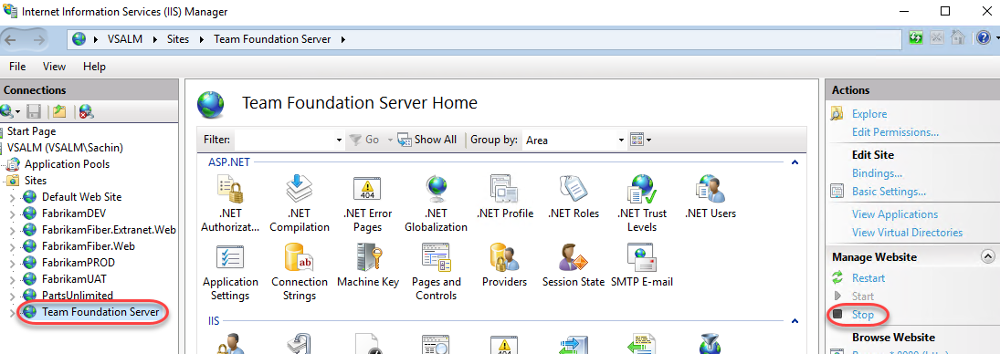 Internet Information Services (IIS) Manager
VSALM Sites Team Foundation Server
File View Help
Connections
Start Page
VSALM (VSALM\Sachin)
Application Pools
Sites
Default Web Site
FabrikamDEV
FabrikamFiber.Extranet.Web
FabrikamFiber.Web
FabrikamPROD
FabrikamUAT
PartsUnlimited
Team Foundation Server
Team Foundation Server Home
Filter: Go Show All Group by: Area
ASP.NET
.NET Authorizat...
.NET Compilation
.NET Error Pages
.NET Globalization
.NET Profile
.NET Roles
.NET Trust Levels
.NET Users
Application Settings
Connection Strings
Machine Key
Pages and Controls
Providers
Session State
SMTP E-mail
IIS
Actions
Explore
Edit Permissions...
Edit Site
Bindings...
Basic Settings...
View Applications
View Virtual Directories
Manage Website
Restart
Start
Stop
Browse Website